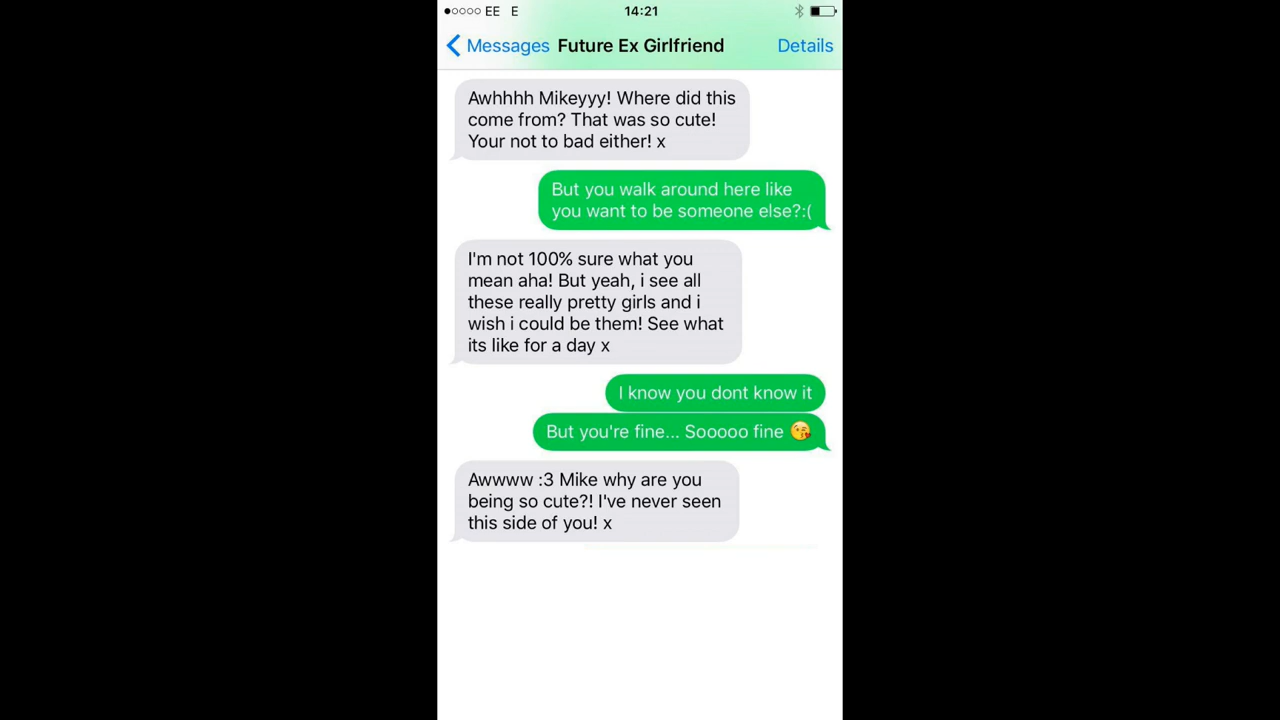 EE E 14:21
Messages Future Ex Girlfriend Details
Awhhhh Mikeyyy! Where did this
come from? That was so cute!
Your not to bad either! x
But you walk around here like
you want to be someone else?:(
I'm not 100% sure what you
mean aha! But yeah, i see all
these really pretty girls and i
wish i could be them! See what
its like for a day x
I know you dont know it
But you're fine... Sooooo fine 😘
Awwww :3 Mike why are you
being so cute?! I've never seen
this side of you! x